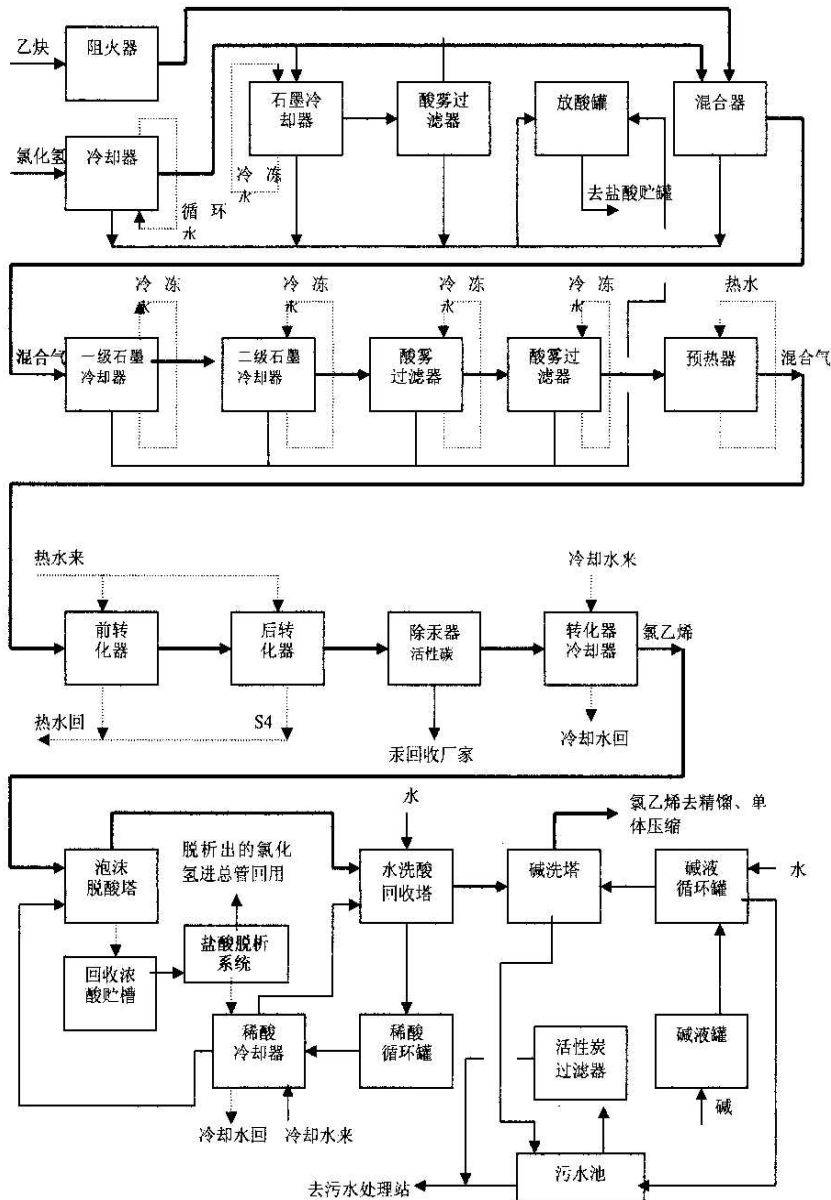 乙炔
阻火器
石墨冷
却器
酸雾过
滤器
放酸罐
混合器
氯化氢
冷却器
冷 冻
水
循 环
水
去盐酸贮罐
冷 冻
水
冷 冻
水
冷 冻
水
冷 冻
水
热水
混合气
一级石墨
冷却器
二级石墨
冷却器
酸雾
过滤器
酸雾过
滤器
预热器
混合气
热水来
冷却水来
前转
化器
后转
化器
除汞器
活性碳
转化器
冷却器
氯乙烯
热水回
S4
汞回收厂家
冷却水回
水
氯乙烯去精馏、单
体压缩
脱析出的氯化
氢进总管回用
泡沫
脱酸塔
水洗酸
回收塔
碱洗塔
碱液
循环罐
水
盐酸脱析
系统
回收浓
酸贮槽
稀酸
冷却器
稀酸
循环罐
活性炭
过滤器
碱液罐
碱
冷却水回
冷却水来
污水池
去污水处理站